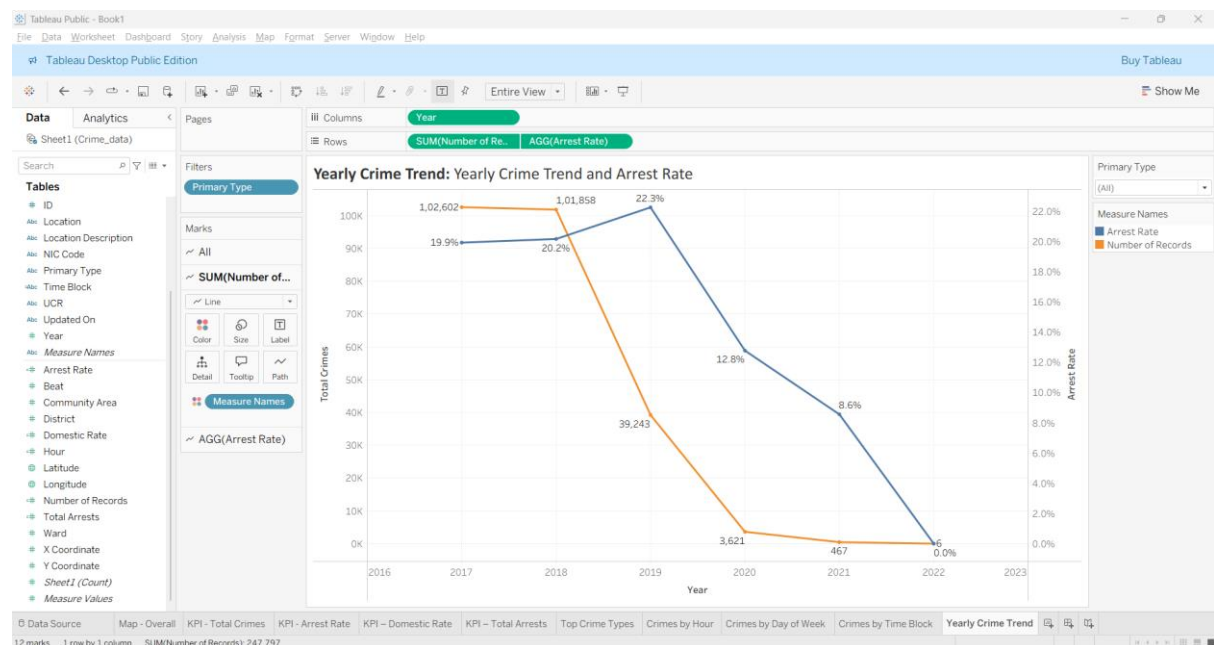 Tableau Public - Book1
File Data Worksheet Dashboard Story Analysis Map Format Server Window Help
Tableau Desktop Public Edition
Buy Tableau
Entire View
Show Me
Data Analytics
Pages
Columns
Year
Sheet1 (Crime_data)
Rows
SUM(Number of Re..
AGG(Arrest Rate)
Search
Tables
# ID
Abc Location
Abc Location Description
Abc NIC Code
Abc Primary Type
=Abc Time Block
Abc UCR
Abc Updated On
# Year
Abc Measure Names
=# Arrest Rate
# Beat
# Community Area
# District
=# Domestic Rate
=# Hour
Latitude
Longitude
=# Number of Records
=# Total Arrests
# Ward
# X Coordinate
# Y Coordinate
# Sheet1 (Count)
# Measure Values
Filters
Primary Type
Marks
All
SUM(Number of...
Line
Color Size Label
Detail Tooltip Path
Measure Names
AGG(Arrest Rate)
Yearly Crime Trend: Yearly Crime Trend and Arrest Rate
Total Crimes
100K
90K
80K
70K
60K
50K
40K
30K
20K
10K
0K
1,02,602
1,01,858
39,243
3,621
467
6
19.9%
20.2%
22.3%
12.8%
8.6%
0.0%
22.0%
20.0%
18.0%
16.0%
14.0%
12.0%
10.0%
8.0%
6.0%
4.0%
2.0%
0.0%
Arrest Rate
2016 2017 2018 2019 2020 2021 2022 2023
Year
Primary Type
(All)
Measure Names
Arrest Rate
Number of Records
Data Source Map - Overall KPI - Total Crimes KPI - Arrest Rate KPI – Domestic Rate KPI – Total Arrests Top Crime Types Crimes by Hour Crimes by Day of Week Crimes by Time Block Yearly Crime Trend
12 marks 1 row by 1 column SUM(Number of Records): 247,797